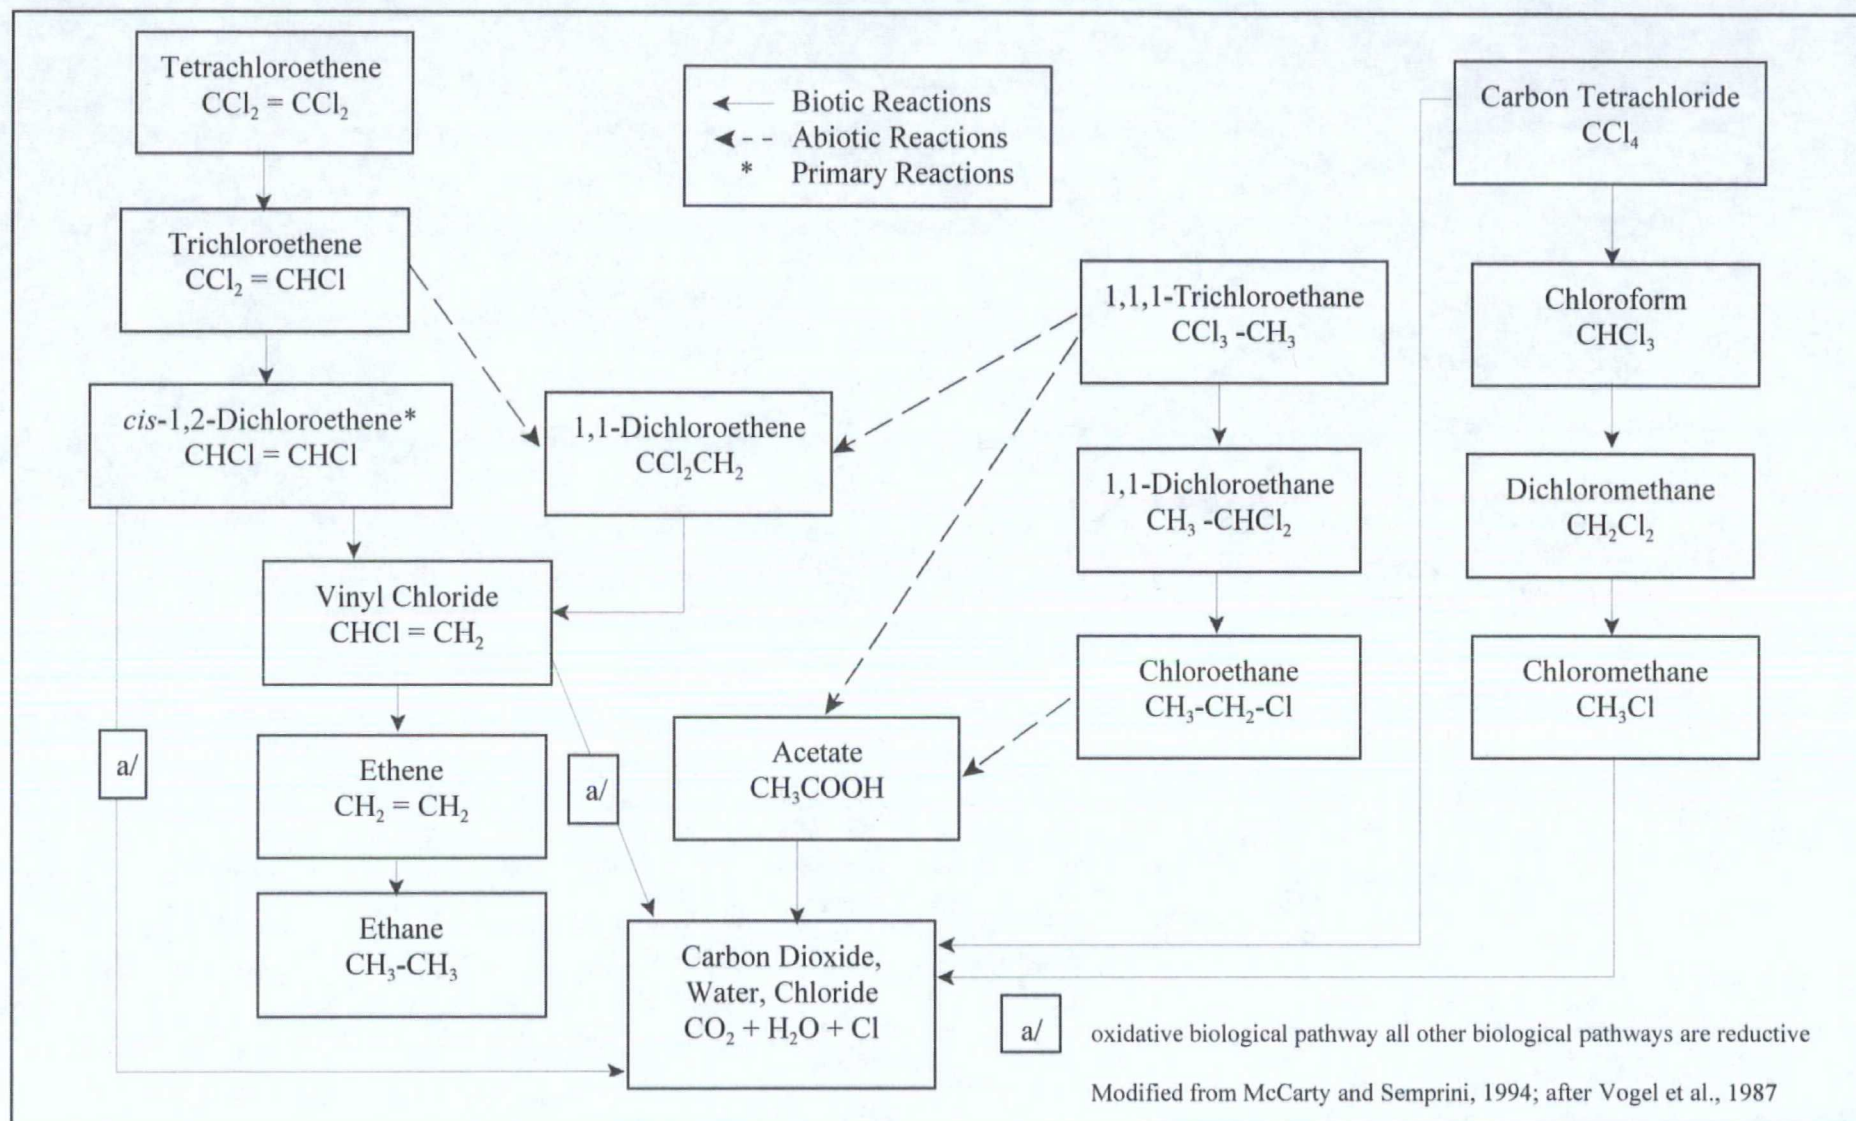 Tetrachloroethene
CCl₂ = CCl₂
Trichloroethene
CCl₂ = CHCl
cis-1,2-Dichloroethene*
CHCl = CHCl
Vinyl Chloride
CHCl = CH₂
Ethene
CH₂ = CH₂
Ethane
CH₃-CH₃
a/
a/
Biotic Reactions
Abiotic Reactions
* Primary Reactions
1,1-Dichloroethene
CCl₂CH₂
Acetate
CH₃COOH
Carbon Dioxide,
Water, Chloride
CO₂ + H₂O + Cl
1,1,1-Trichloroethane
CCl₃ -CH₃
1,1-Dichloroethane
CH₃ -CHCl₂
Chloroethane
CH₃-CH₂-Cl
Carbon Tetrachloride
CCl₄
Chloroform
CHCl₃
Dichloromethane
CH₂Cl₂
Chloromethane
CH₃Cl
a/ oxidative biological pathway all other biological pathways are reductive
Modified from McCarty and Semprini, 1994; after Vogel et al., 1987